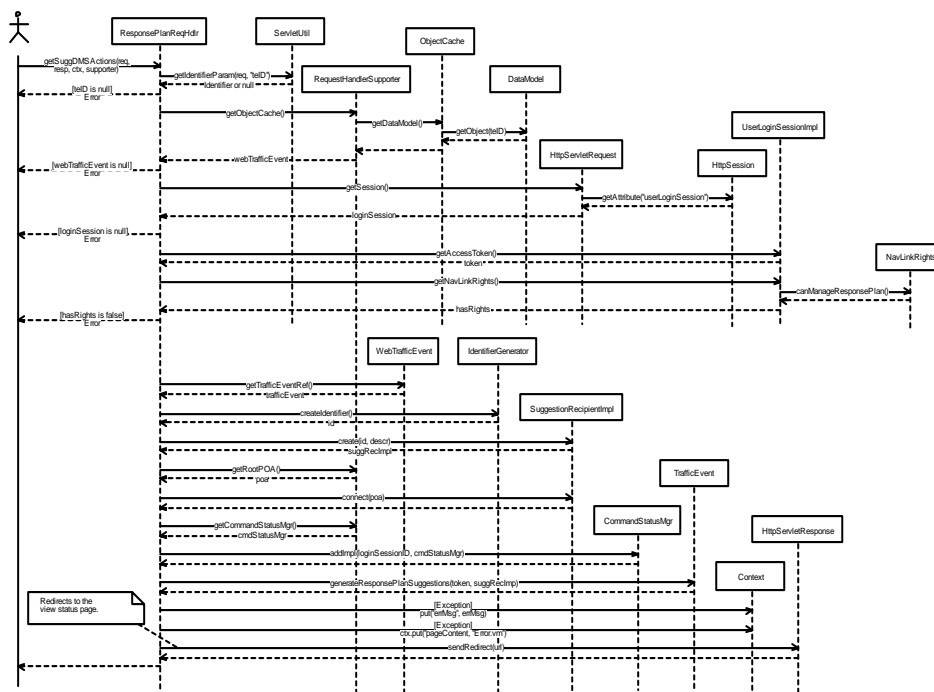 ResponsePlanReqHdlr
ServletUtil
ObjectCache
getSuggDMSActions(req,
resp, ctx, supporter)
getIdentifierParam(req, "teID")
Identifier or null
RequestHandlerSupporter
DataModel
[teID is null]
Error
getObjectCache()
getDataModel()
getObject(teID)
UserLoginSessionImpl
webTrafficEvent
HttpServletRequest
HttpSession
[webTrafficEvent is null]
Error
getSession()
getAttribute("userLoginSession")
loginSession
[loginSession is null]
Error
getAccessToken()
token
NavLinkRights
getNavLinkRights()
canManageResponsePlan()
hasRights
[hasRights is false]
Error
WebTrafficEvent
IdentifierGenerator
getTrafficEventRef()
trafficEvent
SuggestionRecipientImpl
createIdentifier()
id
create(id, descr)
suggRecImpl
getRootPOA()
poa
TrafficEvent
connect(poa)
CommandStatusMgr
getCommandStatusMgr()
cmdStatusMgr
HttpServletResponse
addImpl(loginSessionID, cmdStatusMgr)
generateResponsePlanSuggestions(token, suggRecImp)
Context
Redirects to the
view status page.
[Exception]
put("errMsg", errMsg)
[Exception]
ctx.put("pageContent, "Error.vm")
sendRedirect(url)